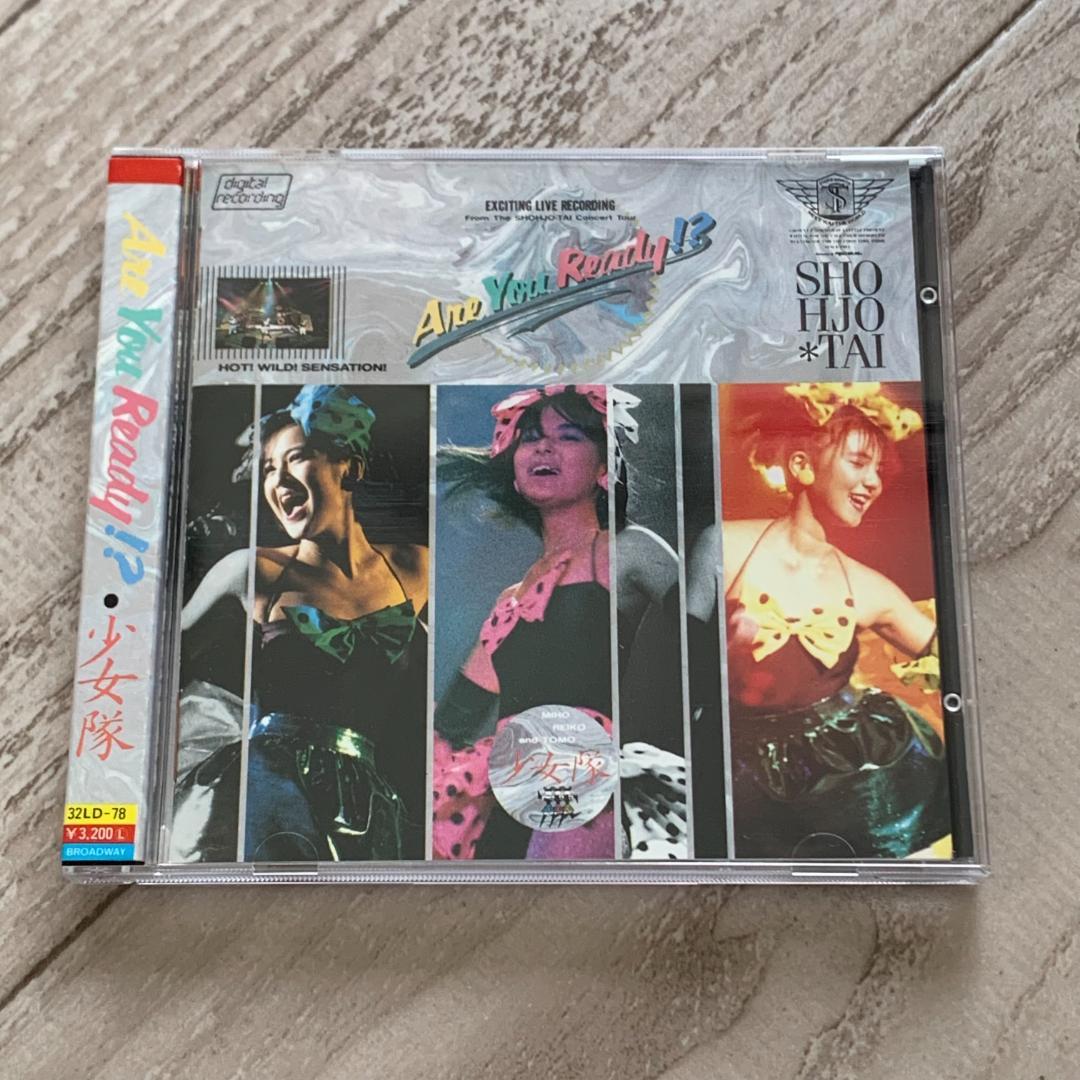 Are You Ready!? • 少女隊
32LD-78
￥3,200 Ⓛ
BROADWAY
digital
recording
EXCITING LIVE RECORDING
From The SHOHJO-TAI Concert Tour
Are You Ready!?
HOT! WILD! SENSATION!
ST
SHO
HJO
*TAI
MIHO
REIKO
and TOMO
少女隊